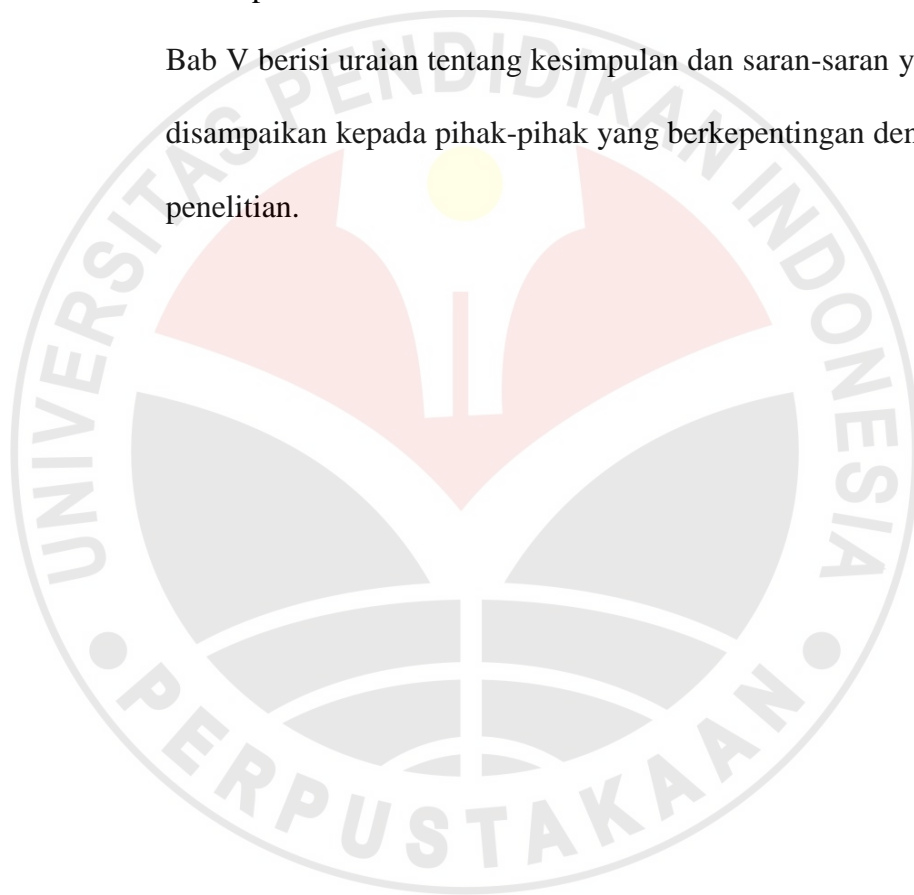 Bab V berisi uraian tentang kesimpulan dan saran-saran
disampaikan kepada pihak-pihak yang berkepentingan
penelitian.
UNIVERSITAS PENDIDIKAN INDONESIA
PERPUSTAKAAN